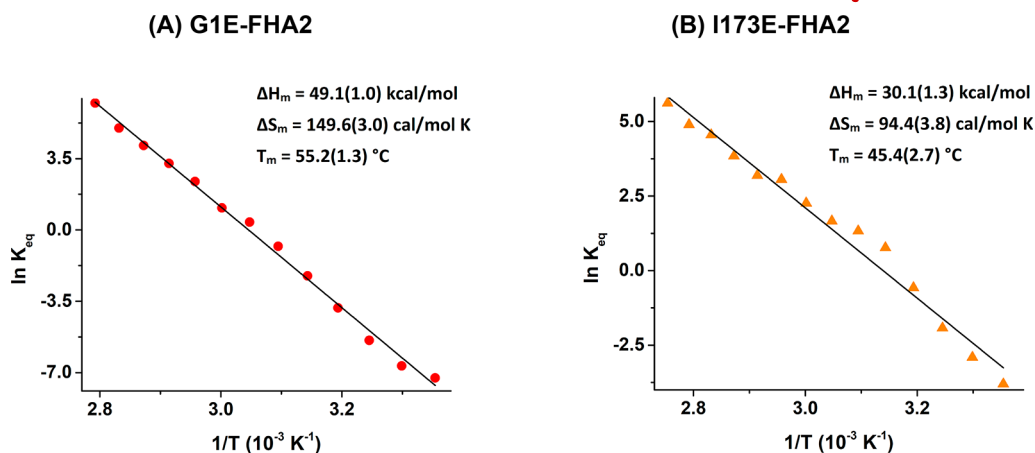 (A) G1E-FHA2
ΔHm = 49.1(1.0) kcal/mol
ΔSm = 149.6(3.0) cal/mol K
Tm = 55.2(1.3) °C
ln Keq
3.5
0.0
-3.5
-7.0
2.8
3.0
3.2
1/T (10⁻³ K⁻¹)
(B) I173E-FHA2
ΔHm = 30.1(1.3) kcal/mol
ΔSm = 94.4(3.8) cal/mol K
Tm = 45.4(2.7) °C
ln Keq
5.0
2.5
0.0
-2.5
2.8
3.0
3.2
1/T (10⁻³ K⁻¹)